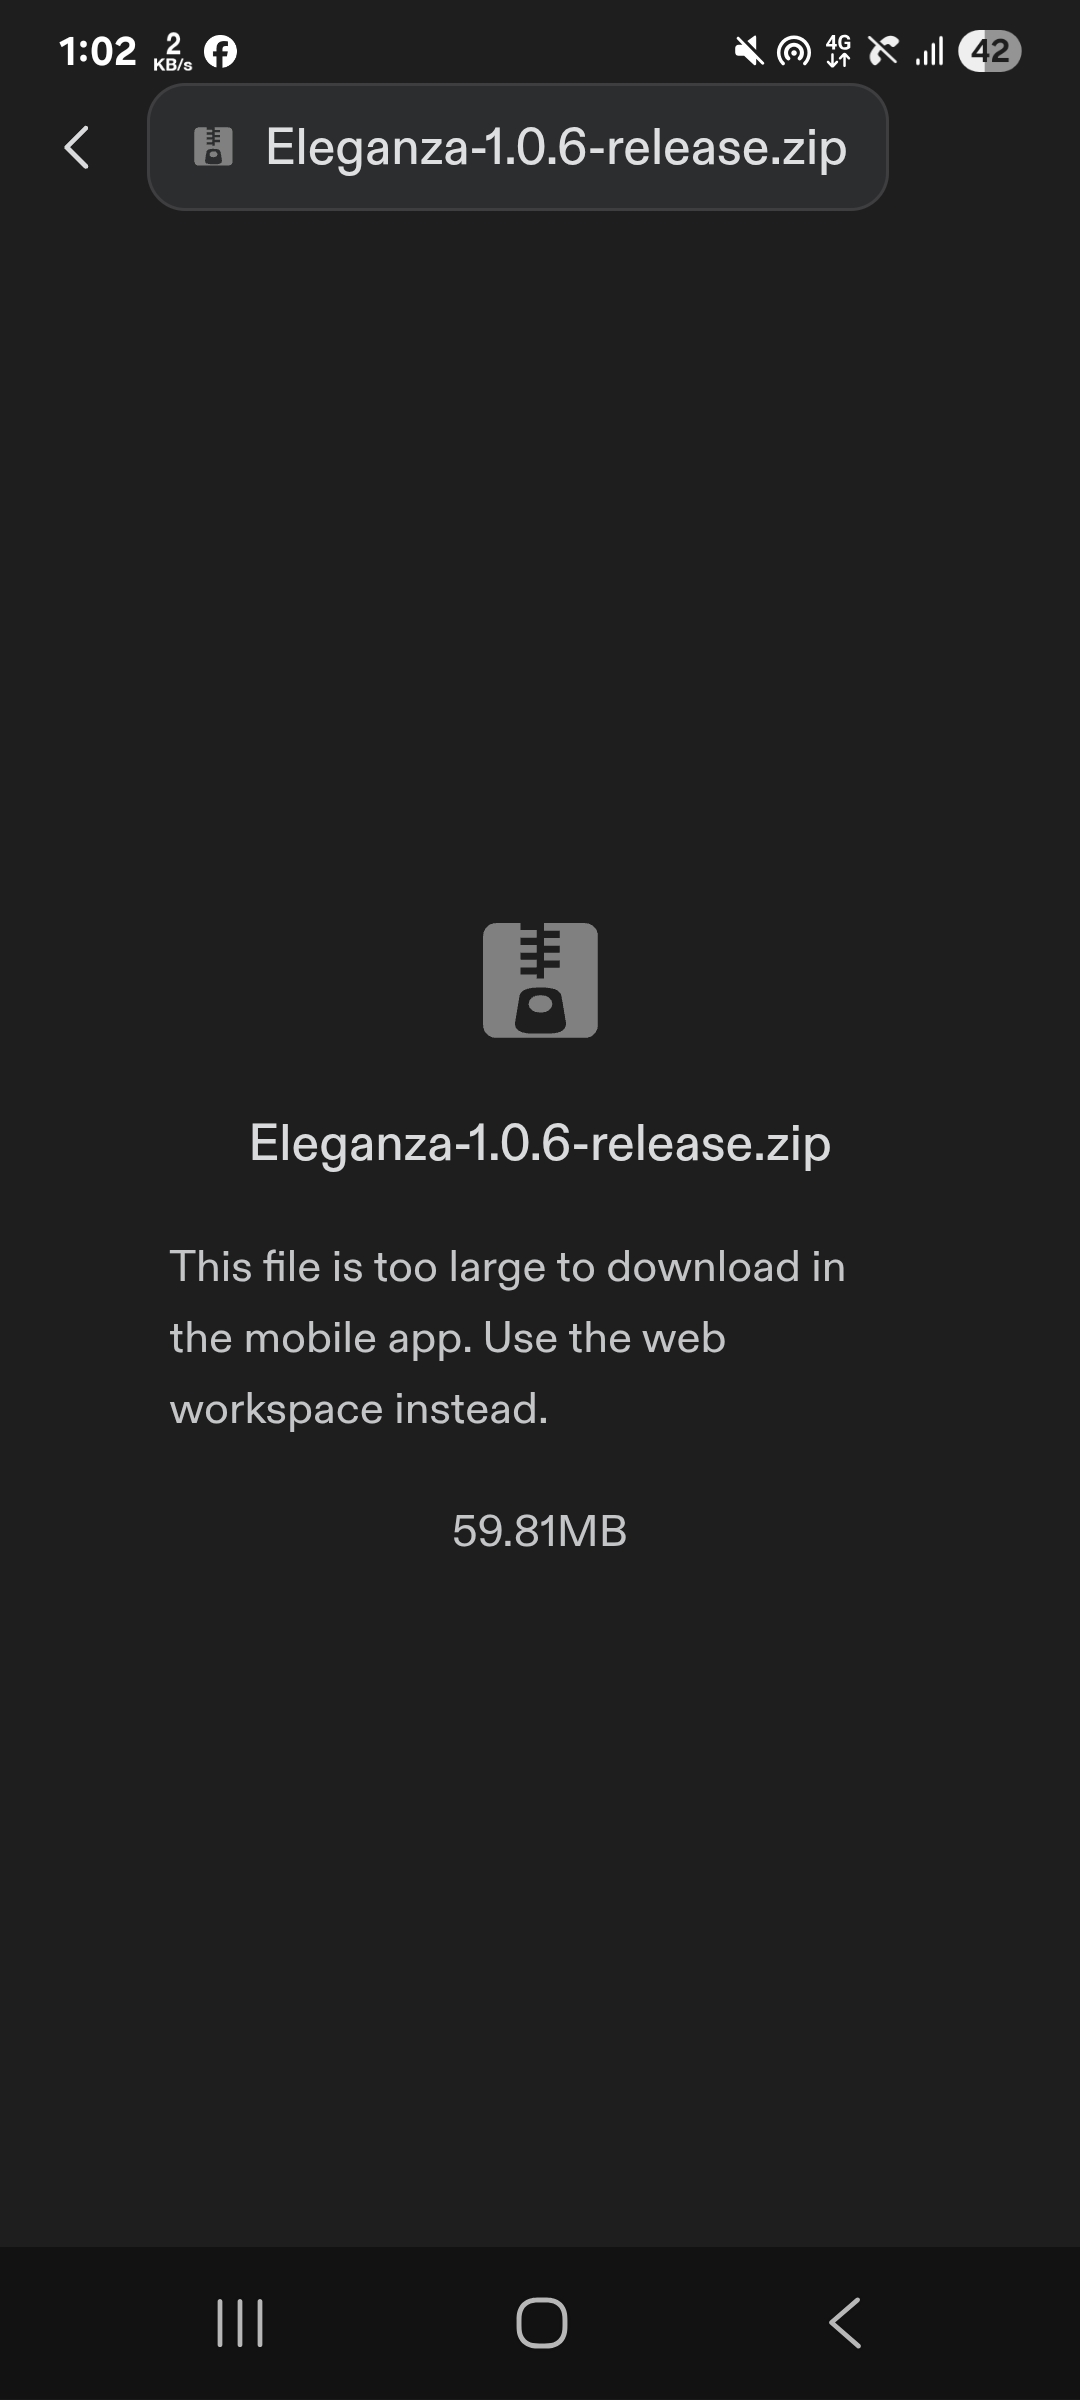 1:02
2
KB/s
4G
42
Eleganza-1.0.6-release.zip
Eleganza-1.0.6-release.zip
This file is too large to download in
the mobile app. Use the web
workspace instead.
59.81MB